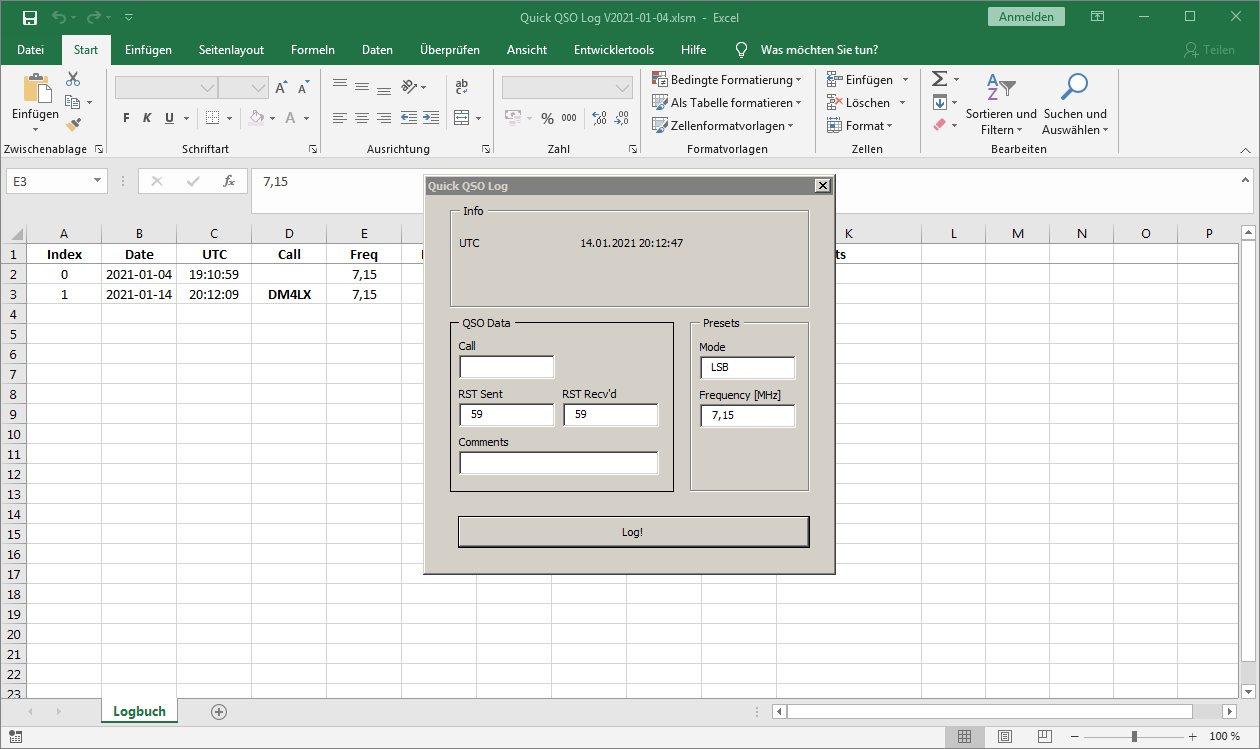 Quick QSO Log V2021-01-04.xlsm - Excel
Anmelden
Datei Start Einfügen Seitenlayout Formeln Daten Überprüfen Ansicht Entwicklertools Hilfe Was möchten Sie tun? Teilen
Einfügen
Zwischenablage
F K U A A A
Schriftart
ab
Ausrichtung
% 000
Zahl
Bedingte Formatierung
Als Tabelle formatieren
Zellenformatvorlagen
Formatvorlagen
Einfügen
Löschen
Format
Zellen
Sortieren und Filtern
Suchen und Auswählen
Bearbeiten
E3 fx 7,15
A B C D E K L M N O P
1 Index Date UTC Call Freq ts
2 0 2021-01-04 19:10:59 7,15
3 1 2021-01-14 20:12:09 DM4LX 7,15
4
5
6
7
8
9
10
11
12
13
14
15
16
17
18
19
20
21
22
23
Quick QSO Log
Info
UTC 14.01.2021 20:12:47
QSO Data
Call
RST Sent RST Recv'd
59 59
Comments
Presets
Mode
LSB
Frequency [MHz]
7,15
Log!
Logbuch
100 %